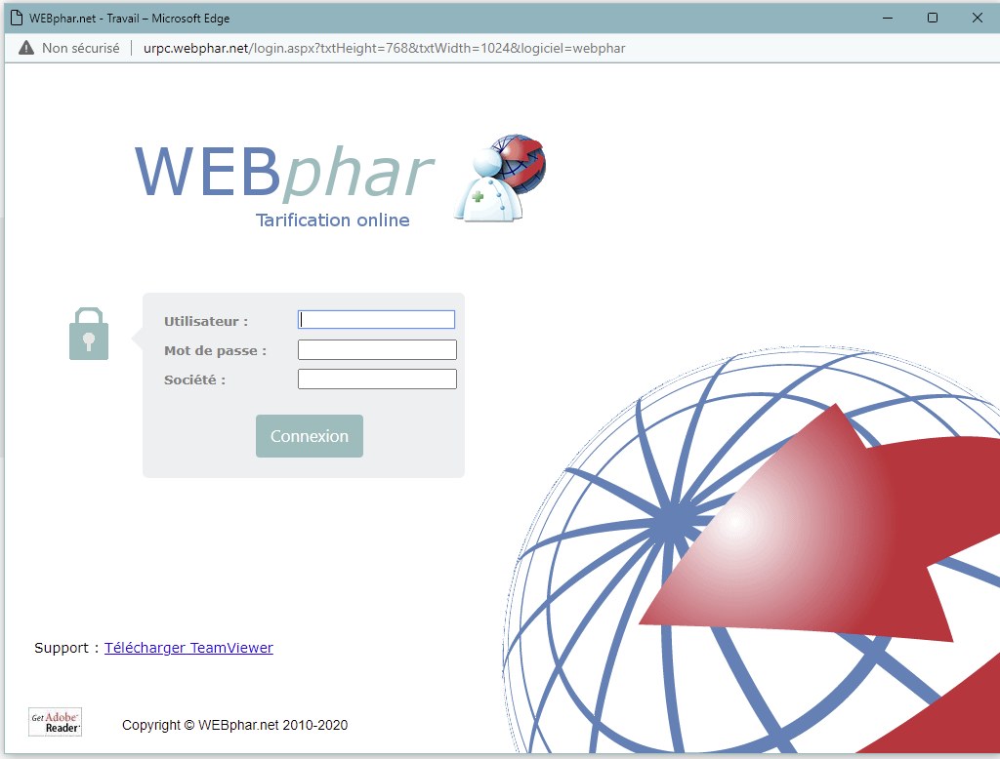 WEBphar.net - Travail – Microsoft Edge
Non sécurisé
urpc.webphar.net/login.aspx?txtHeight=768&txtWidth=1024&logiciel=webphar
WEBphar
Tarification online
Utilisateur :
Mot de passe :
Société :
Connexion
Support : Télécharger TeamViewer
Get Adobe
Reader
Copyright © WEBphar.net 2010-2020